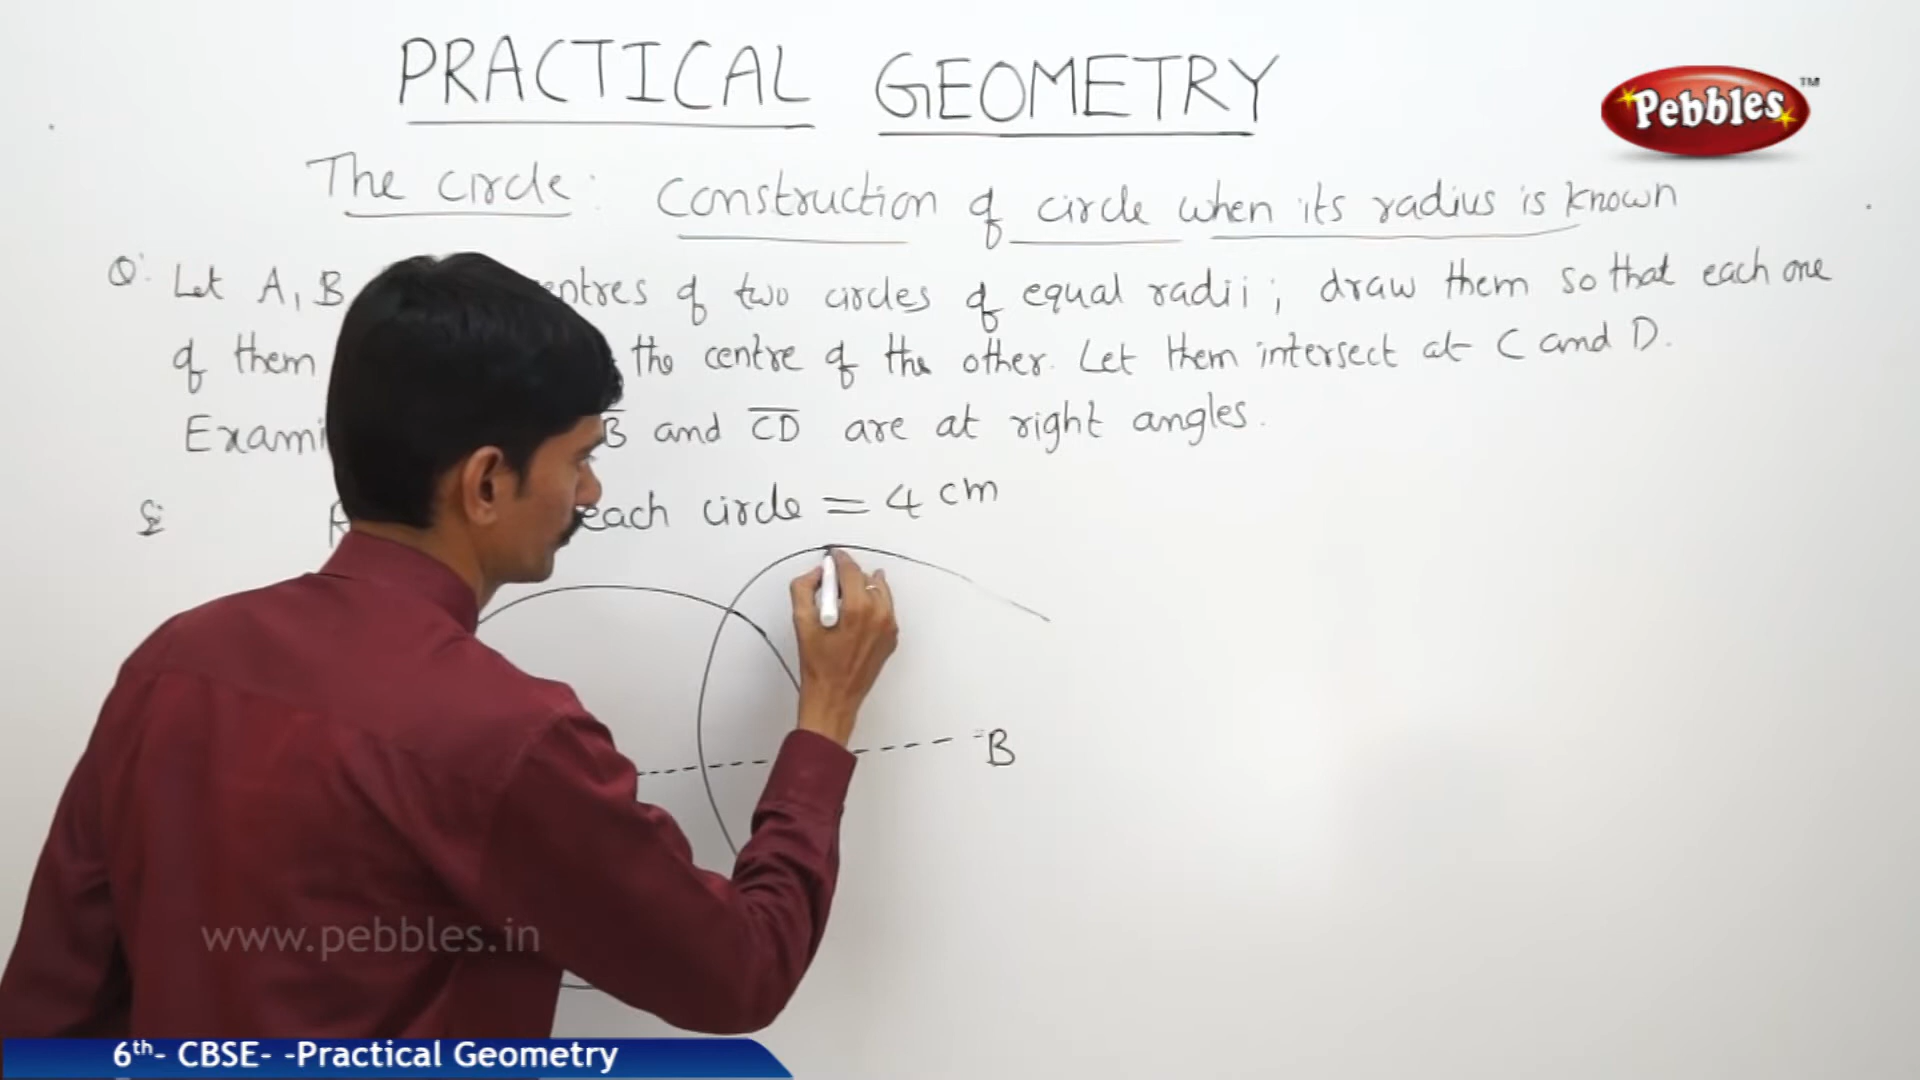 PRACTICAL GEOMETRY
Pebbles TM
The circle: Construction of circle when its radius is known
Q: Let A, B entres of two circles of equal radii; draw them so that each one
of them the centre of the other. Let them intersect at C and D.
Exami B and CD are at right angles.
each circle = 4 cm
B
www.pebbles.in
6th- CBSE- -Practical Geometry